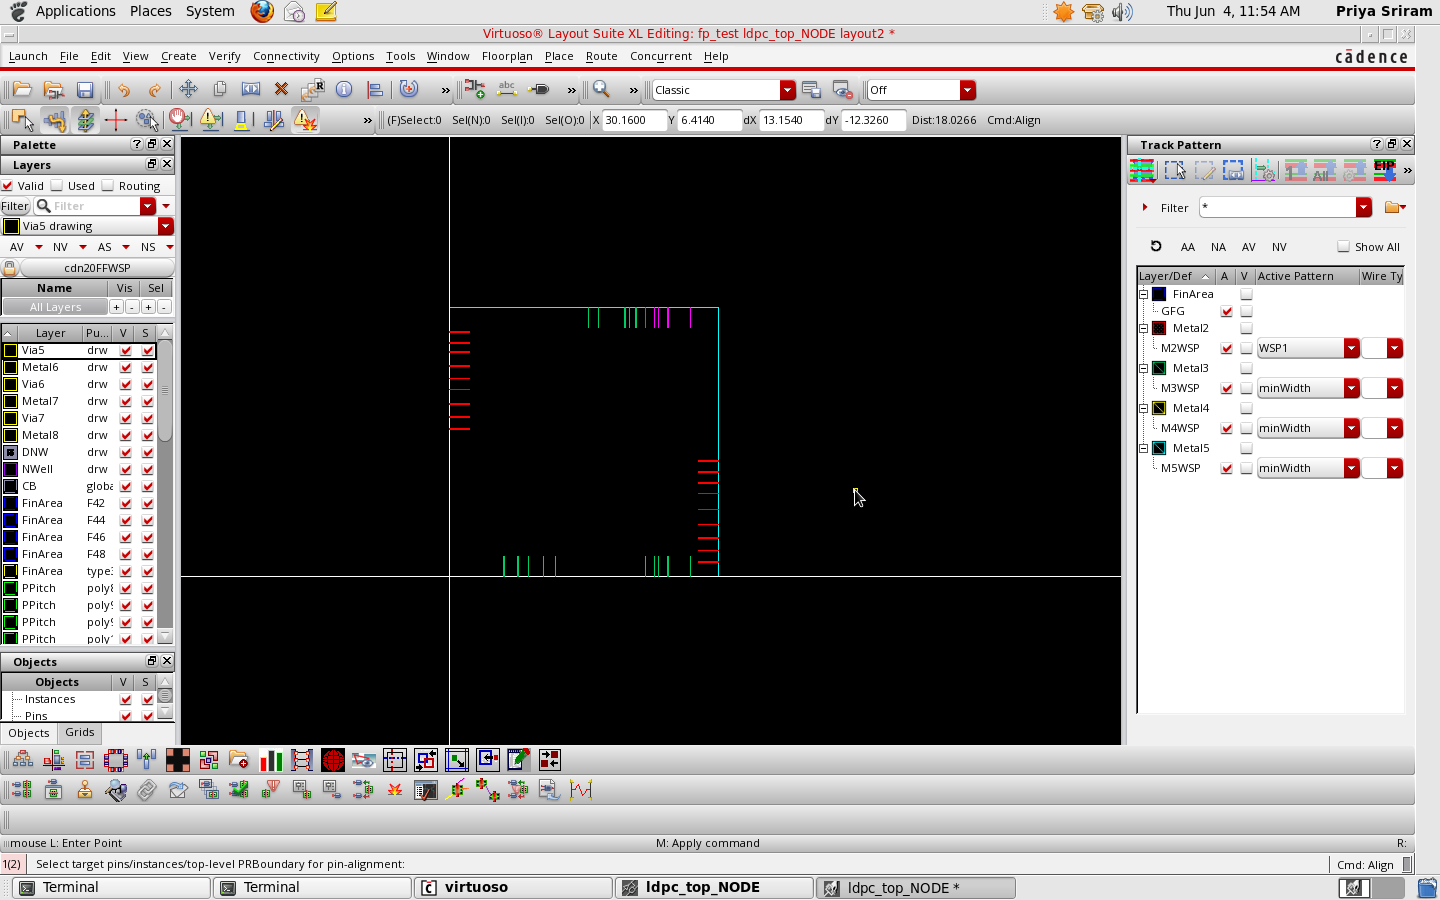 Applications Places System
Thu Jun 4, 11:54 AM Priya Sriram
Virtuoso® Layout Suite XL Editing: fp_test ldpc_top_NODE layout2 *
Launch File Edit View Create Verify Connectivity Options Tools Window Floorplan Place Route Concurrent Help
cādence
Classic
Off
(F)Select:0 Sel(N):0 Sel(I):0 Sel(O):0 X 30.1600 Y 6.4140 dX 13.1540 dY -12.3260 Dist:18.0266 Cmd:Align
Palette
Layers
Valid Used Routing
Filter Filter
Via5 drawing
AV NV AS NS
cdn20FFWSP
Name Vis Sel
All Layers + - + -
Layer Pu... V S
Via5 drw
Metal6 drw
Via6 drw
Metal7 drw
Via7 drw
Metal8 drw
DNW drw
NWell drw
CB globa
FinArea F42
FinArea F44
FinArea F46
FinArea F48
FinArea type
PPitch poly
PPitch poly
PPitch poly
PPitch poly
Objects
Objects V S
Instances
Pins
Objects Grids
Track Pattern
All
EIP
Filter *
AA NA AV NV Show All
Layer/Def A V Active Pattern Wire Ty
FinArea
GFG
Metal2
M2WSP WSP1
Metal3
M3WSP minWidth
Metal4
M4WSP minWidth
Metal5
M5WSP minWidth
mouse L: Enter Point M: Apply command R:
1(2) Select target pins/instances/top-level PRBoundary for pin-alignment: Cmd: Align
Terminal Terminal virtuoso ldpc_top_NODE ldpc_top_NODE *